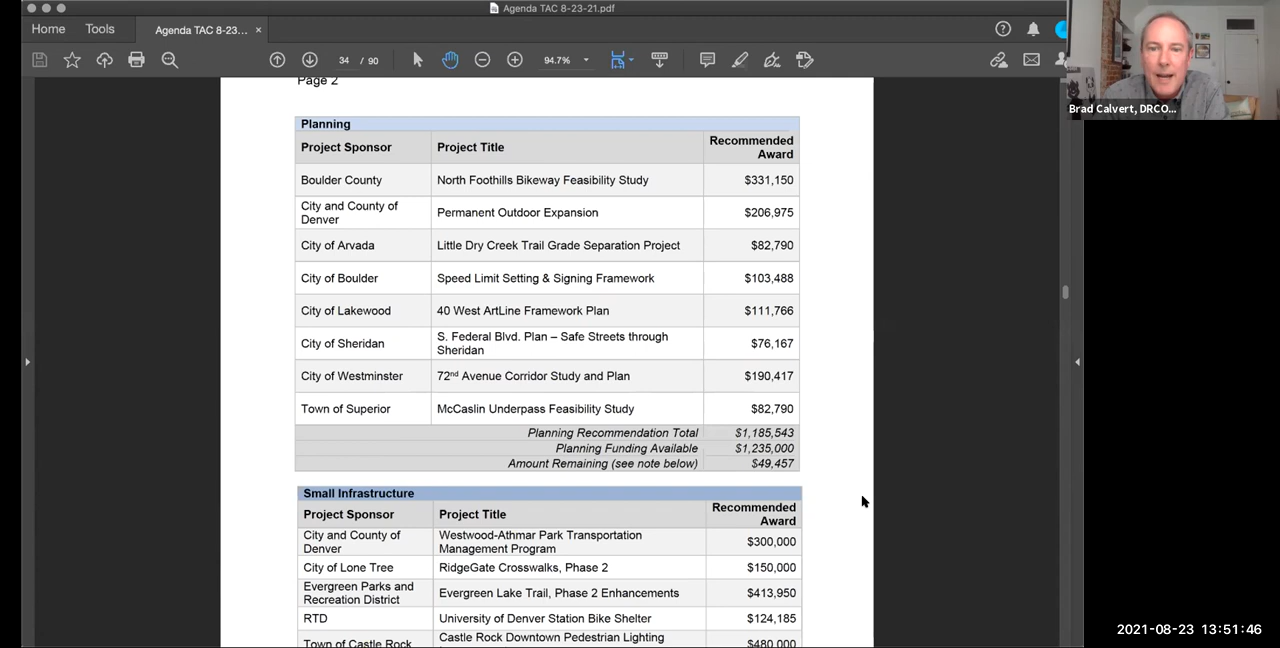 Agenda TAC 8-23-21.pdf
Home Tools Agenda TAC 8-23... ×
34 / 90 94.7%
Brad Calvert, DRCO...
Page 2
Planning
Project Sponsor Project Title Recommended Award
Boulder County North Foothills Bikeway Feasibility Study $331,150
City and County of Denver Permanent Outdoor Expansion $206,975
City of Arvada Little Dry Creek Trail Grade Separation Project $82,790
City of Boulder Speed Limit Setting & Signing Framework $103,488
City of Lakewood 40 West ArtLine Framework Plan $111,766
City of Sheridan S. Federal Blvd. Plan – Safe Streets through Sheridan $76,167
City of Westminster 72nd Avenue Corridor Study and Plan $190,417
Town of Superior McCaslin Underpass Feasibility Study $82,790
Planning Recommendation Total $1,185,543
Planning Funding Available $1,235,000
Amount Remaining (see note below) $49,457
Small Infrastructure
Project Sponsor Project Title Recommended Award
City and County of Denver Westwood-Athmar Park Transportation Management Program $300,000
City of Lone Tree RidgeGate Crosswalks, Phase 2 $150,000
Evergreen Parks and Recreation District Evergreen Lake Trail, Phase 2 Enhancements $413,950
RTD University of Denver Station Bike Shelter $124,185
Town of Castle Rock Castle Rock Downtown Pedestrian Lighting $480,000
2021-08-23 13:51:46